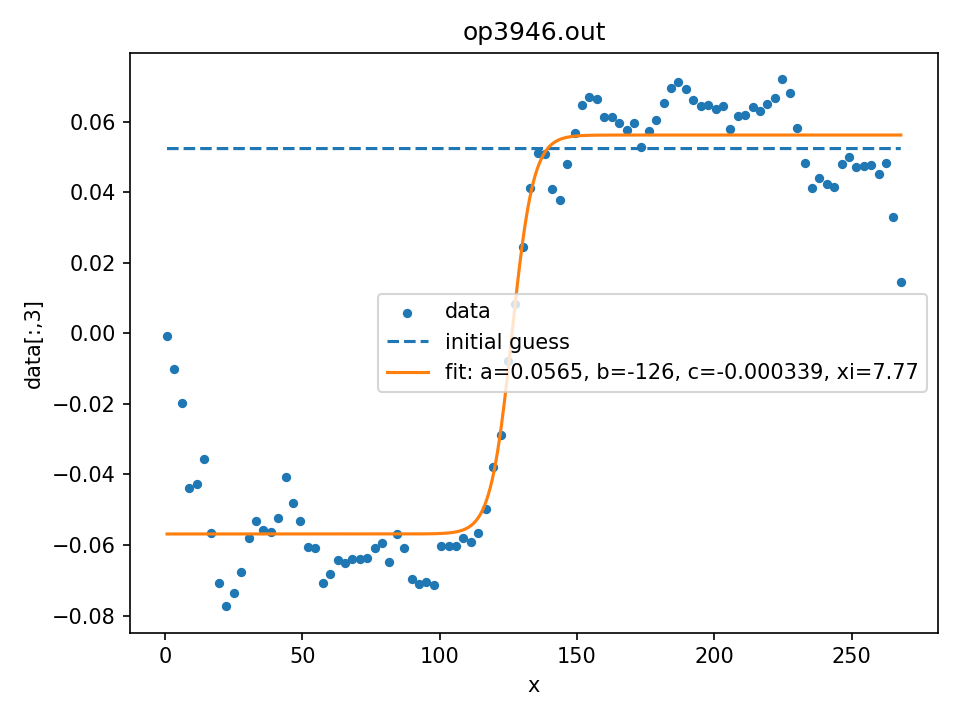 op3946.out
data[:,3]
0.06
0.04
0.02
0.00
−0.02
−0.04
−0.06
−0.08
data
initial guess
fit: a=0.0565, b=-126, c=-0.000339, xi=7.77
0 50 100 150 200 250
x